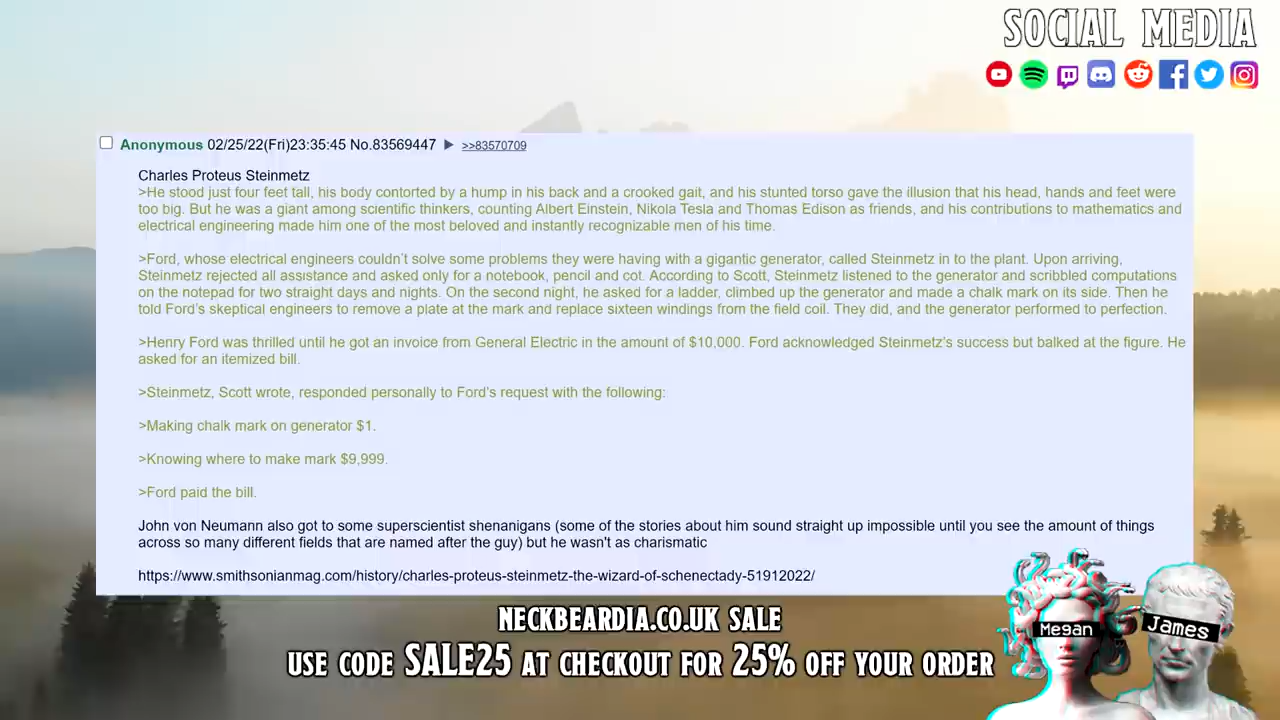 SOCIAL MEDIA
Anonymous 02/25/22(Fri)23:35:45 No.83569447 ▶ >>83570709
Charles Proteus Steinmetz
>He stood just four feet tall, his body contorted by a hump in his back and a crooked gait, and his stunted torso gave the illusion that his head, hands and feet were
too big. But he was a giant among scientific thinkers, counting Albert Einstein, Nikola Tesla and Thomas Edison as friends, and his contributions to mathematics and
electrical engineering made him one of the most beloved and instantly recognizable men of his time.
>Ford, whose electrical engineers couldn't solve some problems they were having with a gigantic generator, called Steinmetz in to the plant. Upon arriving,
Steinmetz rejected all assistance and asked only for a notebook, pencil and cot. According to Scott, Steinmetz listened to the generator and scribbled computations
on the notepad for two straight days and nights. On the second night, he asked for a ladder, climbed up the generator and made a chalk mark on its side. Then he
told Ford's skeptical engineers to remove a plate at the mark and replace sixteen windings from the field coil. They did, and the generator performed to perfection.
>Henry Ford was thrilled until he got an invoice from General Electric in the amount of $10,000. Ford acknowledged Steinmetz's success but balked at the figure. He
asked for an itemized bill.
>Steinmetz, Scott wrote, responded personally to Ford's request with the following:
>Making chalk mark on generator $1.
>Knowing where to make mark $9,999.
>Ford paid the bill.
John von Neumann also got to some superscientist shenanigans (some of the stories about him sound straight up impossible until you see the amount of things
across so many different fields that are named after the guy) but he wasn't as charismatic
https://www.smithsonianmag.com/history/charles-proteus-steinmetz-the-wizard-of-schenectady-51912022/
NECKBEARDIA.CO.UK SALE
USE CODE SALE25 AT CHECKOUT FOR 25% OFF YOUR ORDER
Megan
James